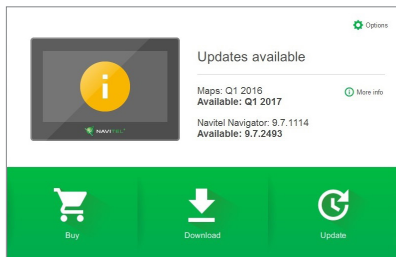 Options
Updates available
Maps: Q1 2016
Available: Q1 2017
More info
Navitel Navigator: 9.7.1114
Available: 9.7.2493
NAVITEL
Buy
Download
Update